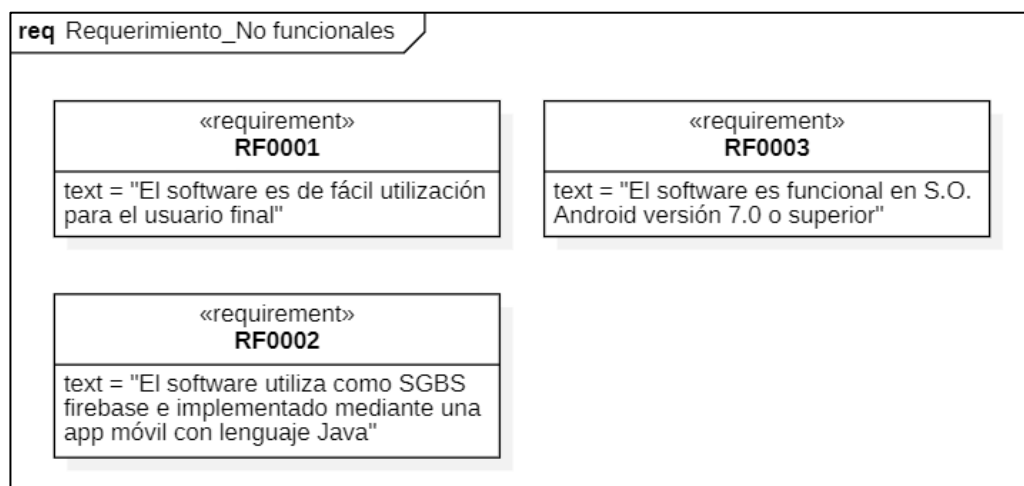 req Requerimiento_No funcionales
«requirement»
RF0001
text = "El software es de fácil utilización
para el usuario final"
«requirement»
RF0003
text = "El software es funcional en S.O.
Android versión 7.0 o superior"
«requirement»
RF0002
text = "El software utiliza como SGBS
firebase e implementado mediante una
app móvil con lenguaje Java"